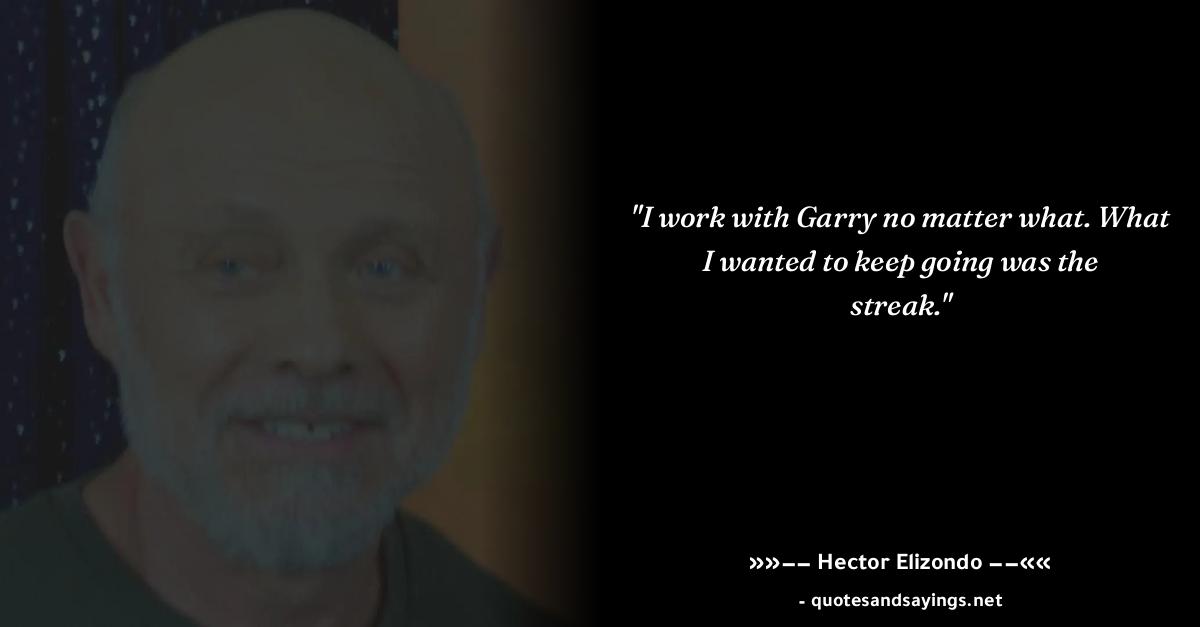 "I work with Garry no matter what. What
I wanted to keep going was the
streak."
»»−− Hector Elizondo −−««
- quotesandsayings.net